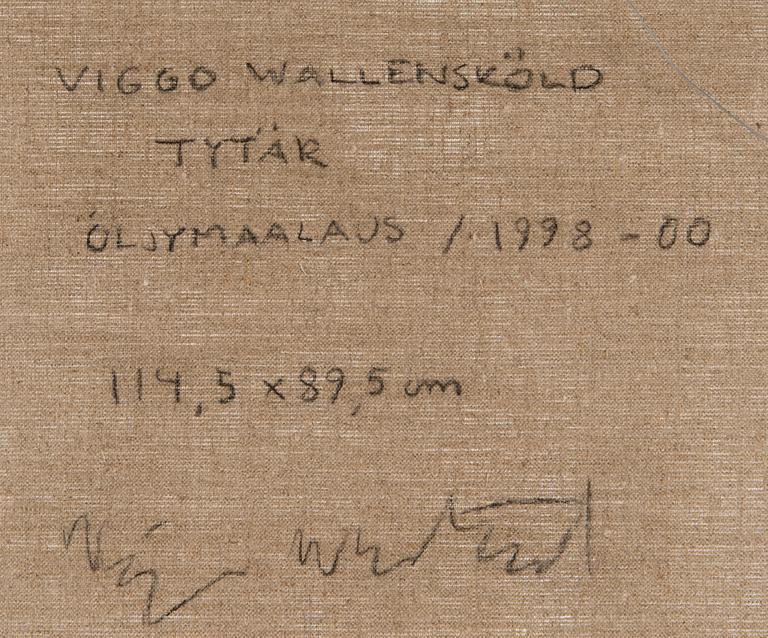 VIGGO WALLENSKÖLD
TYTÄR
ÖLJYMAALAUS / 1998 - 00
114,5 x 89,5 cm